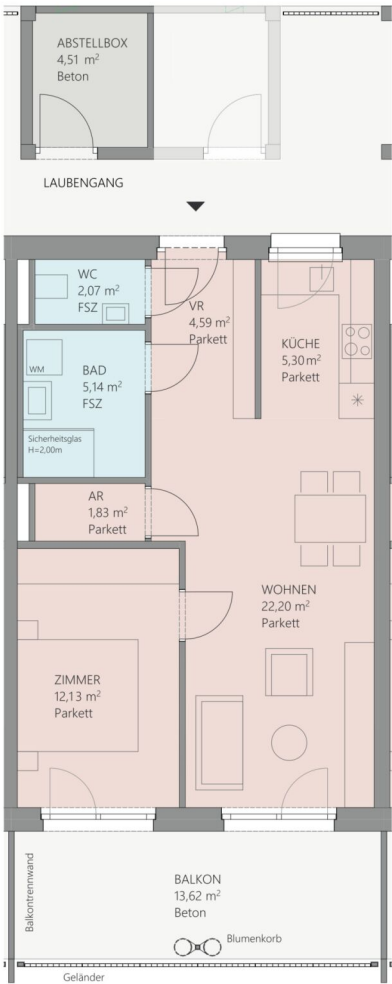 ABSTELLBOX
4,51 m²
Beton
LAUBENGANG
WC
2,07 m²
FSZ
VR
4,59 m²
Parkett
KÜCHE
5,30 m²
Parkett
WM
BAD
5,14 m²
FSZ
Sicherheitsglas
H=2,00m
AR
1,83 m²
Parkett
WOHNEN
22,20 m²
Parkett
ZIMMER
12,13 m²
Parkett
Balkontrennwand
BALKON
13,62 m²
Beton
Blumenkorb
Geländer